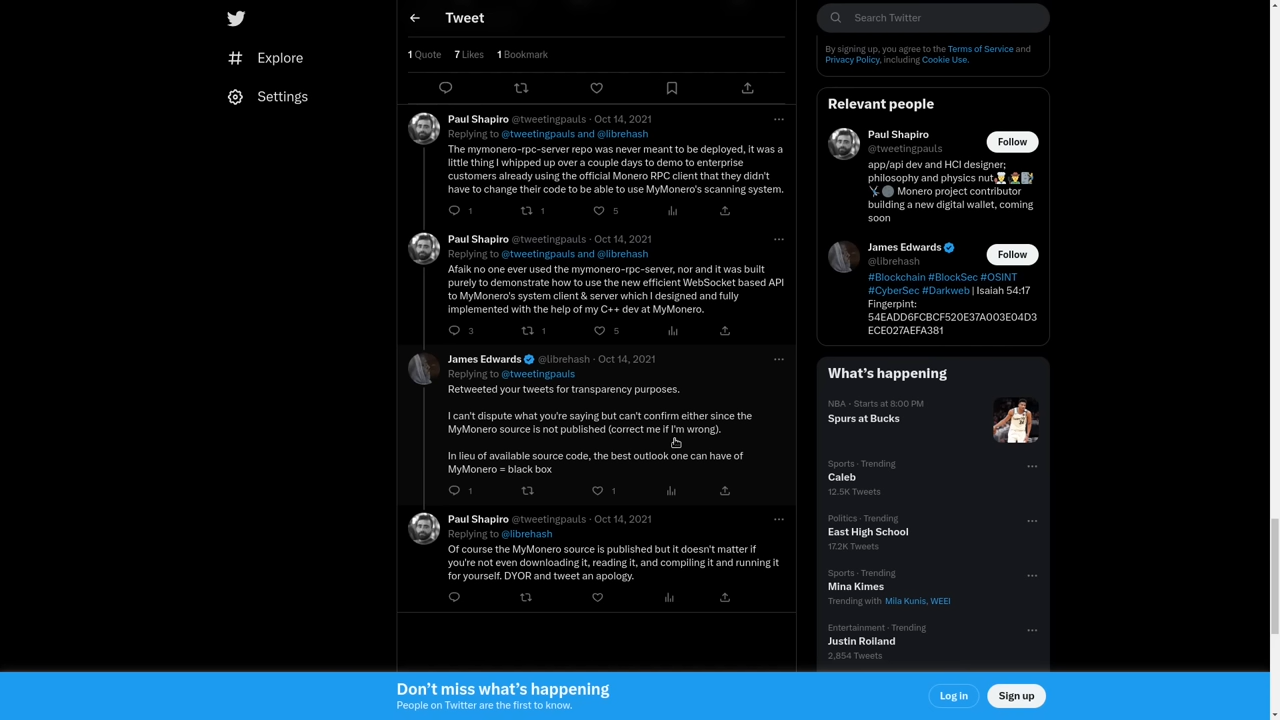 Tweet
Search Twitter
Explore
Settings
1 Quote 7 Likes 1 Bookmark
Paul Shapiro @tweetingpauls · Oct 14, 2021
Replying to @tweetingpauls and @librehash
The mymonero-rpc-server repo was never meant to be deployed, it was a
little thing I whipped up over a couple days to demo to enterprise
customers already using the official Monero RPC client that they didn't
have to change their code to be able to use MyMonero's scanning system.
1 1 5
Paul Shapiro @tweetingpauls · Oct 14, 2021
Replying to @tweetingpauls and @librehash
Afaik no one ever used the mymonero-rpc-server, nor and it was built
purely to demonstrate how to use the new efficient WebSocket based API
to MyMonero's system client & server which I designed and fully
implemented with the help of my C++ dev at MyMonero.
3 1 5
James Edwards @librehash · Oct 14, 2021
Replying to @tweetingpauls
Retweeted your tweets for transparency purposes.
I can't dispute what you're saying but can't confirm either since the
MyMonero source is not published (correct me if I'm wrong).
In lieu of available source code, the best outlook one can have of
MyMonero = black box
1 1
Paul Shapiro @tweetingpauls · Oct 14, 2021
Replying to @librehash
Of course the MyMonero source is published but it doesn't matter if
you're not even downloading it, reading it, and compiling it and running it
for yourself. DYOR and tweet an apology.
By signing up, you agree to the Terms of Service and
Privacy Policy, including Cookie Use.
Relevant people
Paul Shapiro
@tweetingpauls
Follow
app/api dev and HCI designer;
philosophy and physics nut
Monero project contributor
building a new digital wallet, coming
soon
James Edwards
@librehash
Follow
#Blockchain #BlockSec #OSINT
#CyberSec #Darkweb | Isaiah 54:17
Fingerprint:
54EADD6FCBCF520E37A003E04D3
ECE027AEFA381
What's happening
NBA · Starts at 8:00 PM
Spurs at Bucks
Sports · Trending
Caleb
12.5K Tweets
Politics · Trending
East High School
17.2K Tweets
Sports · Trending
Mina Kimes
Trending with Mila Kunis, WEEI
Entertainment · Trending
Justin Roiland
2,854 Tweets
Don't miss what's happening
People on Twitter are the first to know.
Log in
Sign up